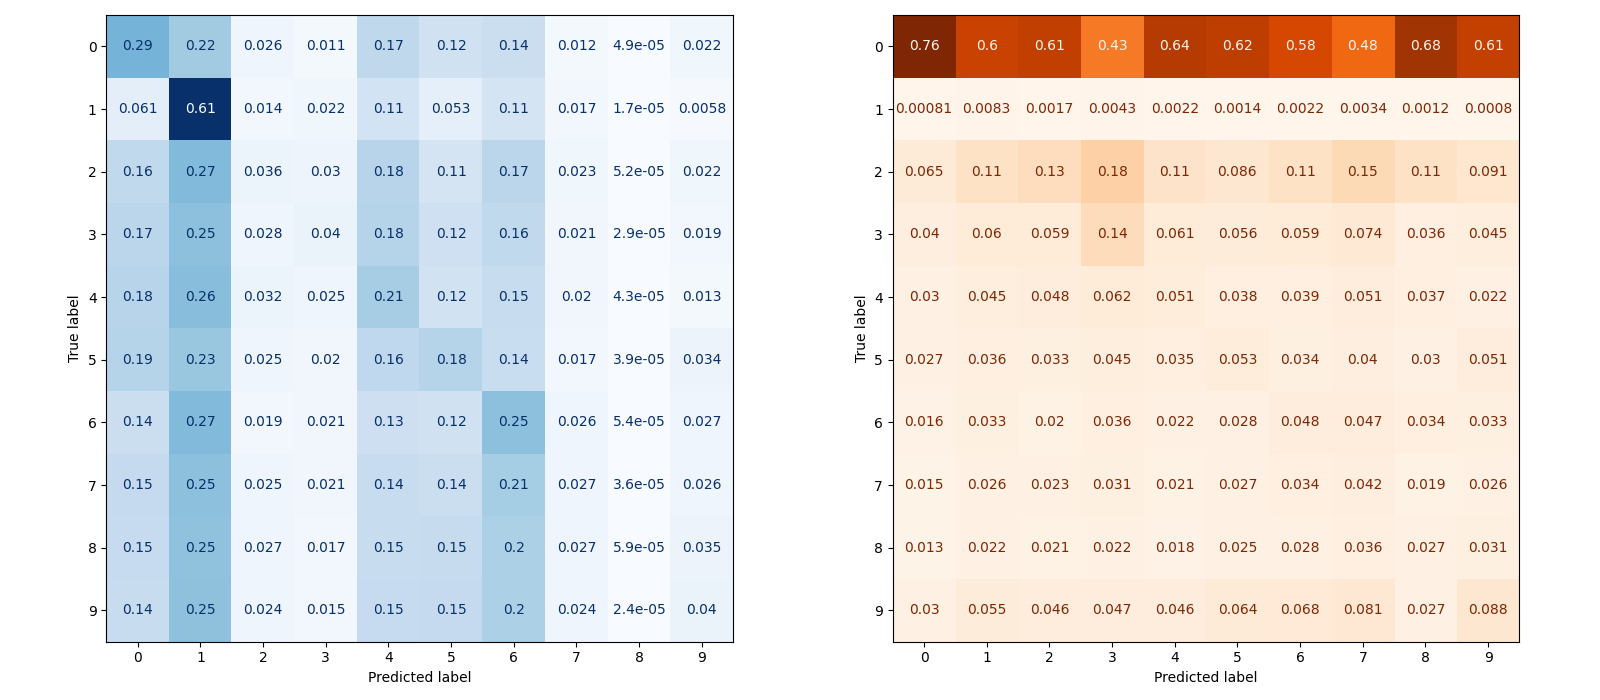 0 0.29 0.22 0.026 0.011 0.17 0.12 0.14 0.012 4.9e-05 0.022
1 0.061 0.61 0.014 0.022 0.11 0.053 0.11 0.017 1.7e-05 0.0058
2 0.16 0.27 0.036 0.03 0.18 0.11 0.17 0.023 5.2e-05 0.022
3 0.17 0.25 0.028 0.04 0.18 0.12 0.16 0.021 2.9e-05 0.019
4 0.18 0.26 0.032 0.025 0.21 0.12 0.15 0.02 4.3e-05 0.013
5 0.19 0.23 0.025 0.02 0.16 0.18 0.14 0.017 3.9e-05 0.034
6 0.14 0.27 0.019 0.021 0.13 0.12 0.25 0.026 5.4e-05 0.027
7 0.15 0.25 0.025 0.021 0.14 0.14 0.21 0.027 3.6e-05 0.026
8 0.15 0.25 0.027 0.017 0.15 0.15 0.2 0.027 5.9e-05 0.035
9 0.14 0.25 0.024 0.015 0.15 0.15 0.2 0.024 2.4e-05 0.04
0 1 2 3 4 5 6 7 8 9
Predicted label
True label
0 0.76 0.6 0.61 0.43 0.64 0.62 0.58 0.48 0.68 0.61
1 0.00081 0.0083 0.0017 0.0043 0.0022 0.0014 0.0022 0.0034 0.0012 0.0008
2 0.065 0.11 0.13 0.18 0.11 0.086 0.11 0.15 0.11 0.091
3 0.04 0.06 0.059 0.14 0.061 0.056 0.059 0.074 0.036 0.045
4 0.03 0.045 0.048 0.062 0.051 0.038 0.039 0.051 0.037 0.022
5 0.027 0.036 0.033 0.045 0.035 0.053 0.034 0.04 0.03 0.051
6 0.016 0.033 0.02 0.036 0.022 0.028 0.048 0.047 0.034 0.033
7 0.015 0.026 0.023 0.031 0.021 0.027 0.034 0.042 0.019 0.026
8 0.013 0.022 0.021 0.022 0.018 0.025 0.028 0.036 0.027 0.031
9 0.03 0.055 0.046 0.047 0.046 0.064 0.068 0.081 0.027 0.088
0 1 2 3 4 5 6 7 8 9
Predicted label
True label